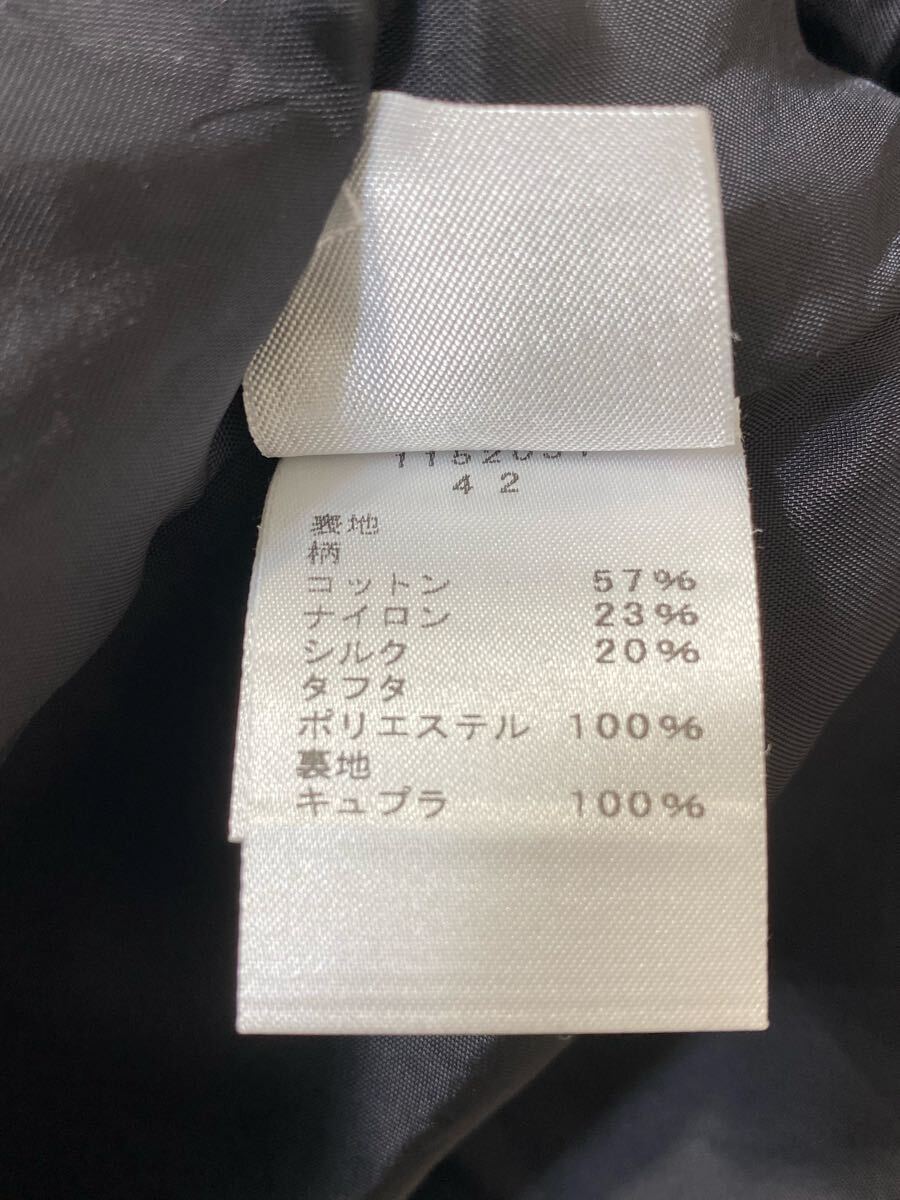 42
裏地
柄
コットン 57%
ナイロン 23%
シルク 20%
タフタ
ポリエステル 100%
裏地
キュプラ 100%